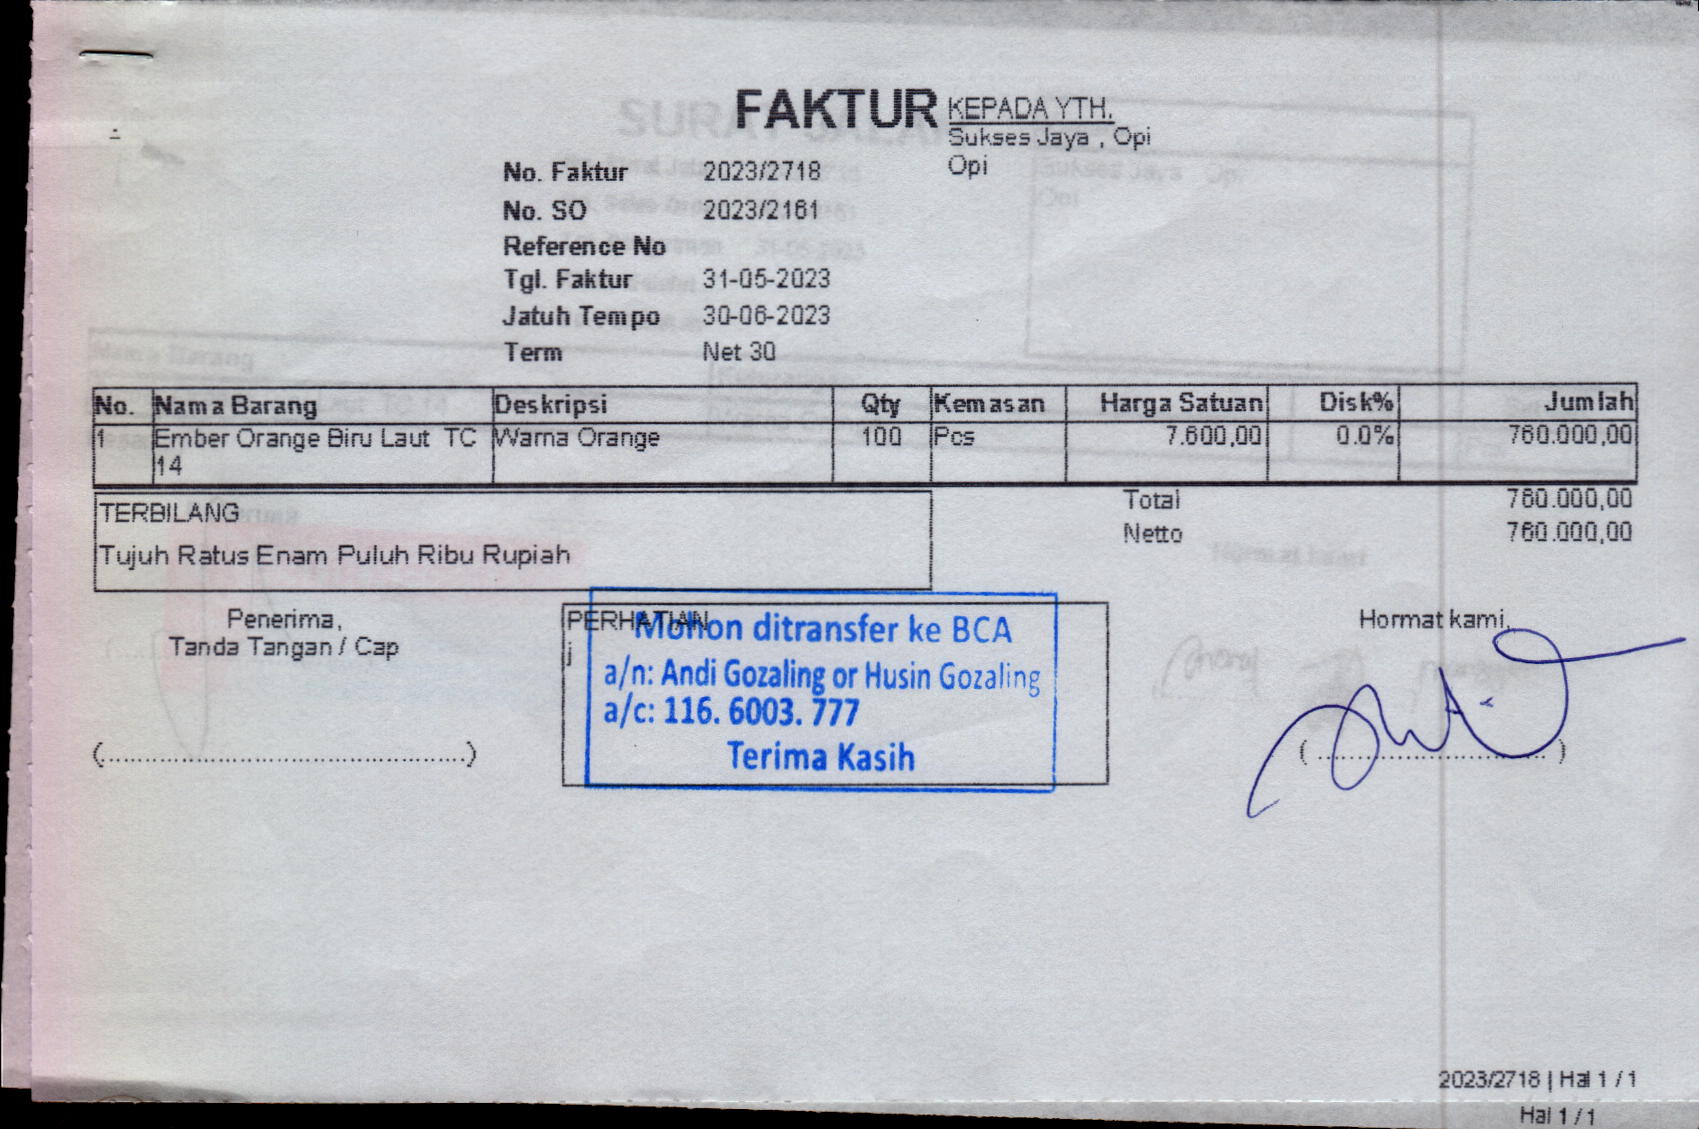 FAKTUR
KEPADA YTH.
Sukses Jaya , Opi
Opi
No. Faktur 2023/2718
No. SO 2023/2161
Reference No
Tgl. Faktur 31-05-2023
Jatuh Tempo 30-06-2023
Term Net 30
No. Nama Barang Deskripsi Qty Kemasan Harga Satuan Disk% Jumlah
1 Ember Orange Biru Laut TC Warna Orange 100 Pcs 7.600,00 0.0% 760.000,00
14
Total 760.000,00
TERBILANG
Netto 760.000,00
Tujuh Ratus Enam Puluh Ribu Rupiah
Penerima,
Tanda Tangan / Cap
(...............................................)
PERHATIAN
j
Mohon ditransfer ke BCA
a/n: Andi Gozaling or Husin Gozaling
a/c: 116. 6003. 777
Terima Kasih
Hormat kami,
(..............................)
2023/2718 | Hal 1 / 1
Hal 1 / 1